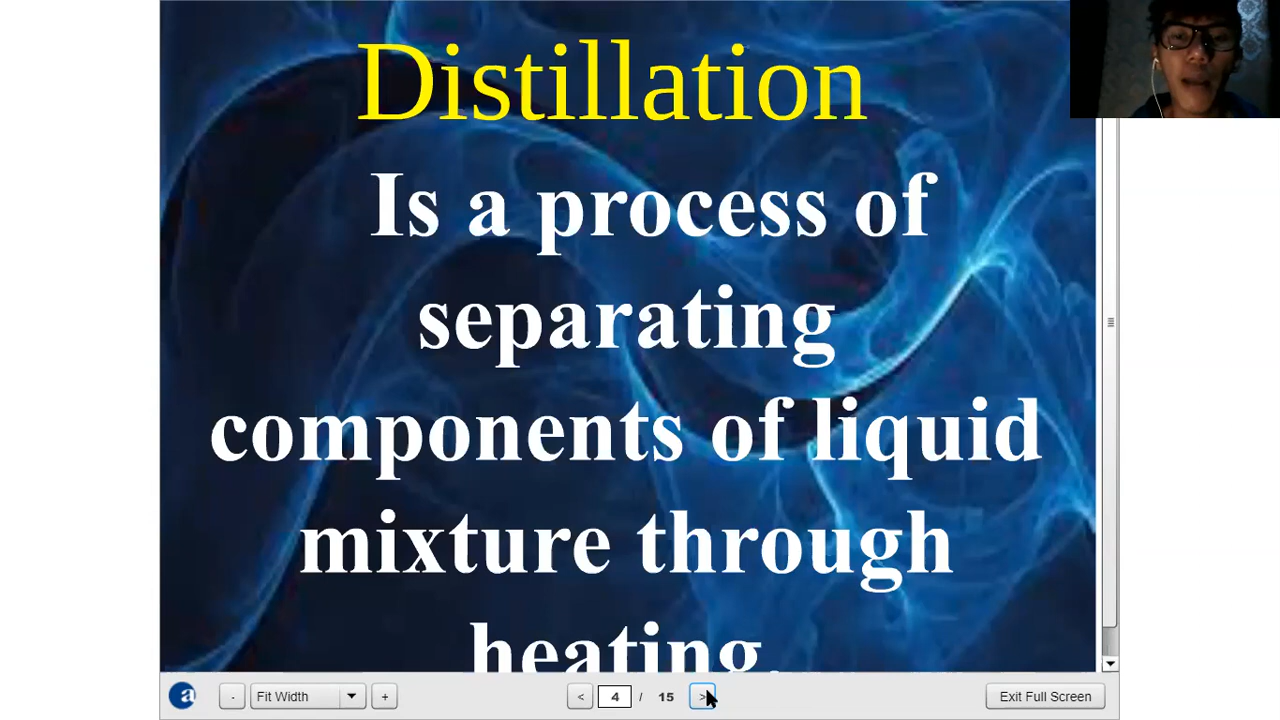 Distillation
Is a process of
separating
components of liquid
mixture through
heating.
a - Fit Width + < 4 / 15 > Exit Full Screen